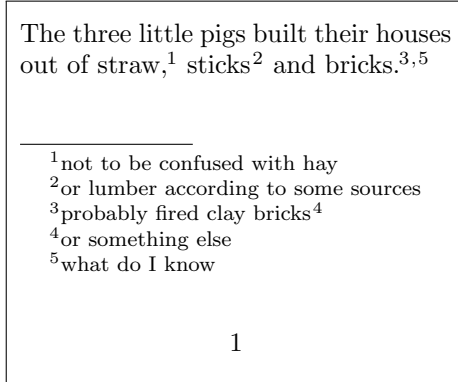 The three little pigs built their houses
out of straw,¹ sticks² and bricks.³,⁵
¹not to be confused with hay
²or lumber according to some sources
³probably fired clay bricks⁴
⁴or something else
⁵what do I know
1